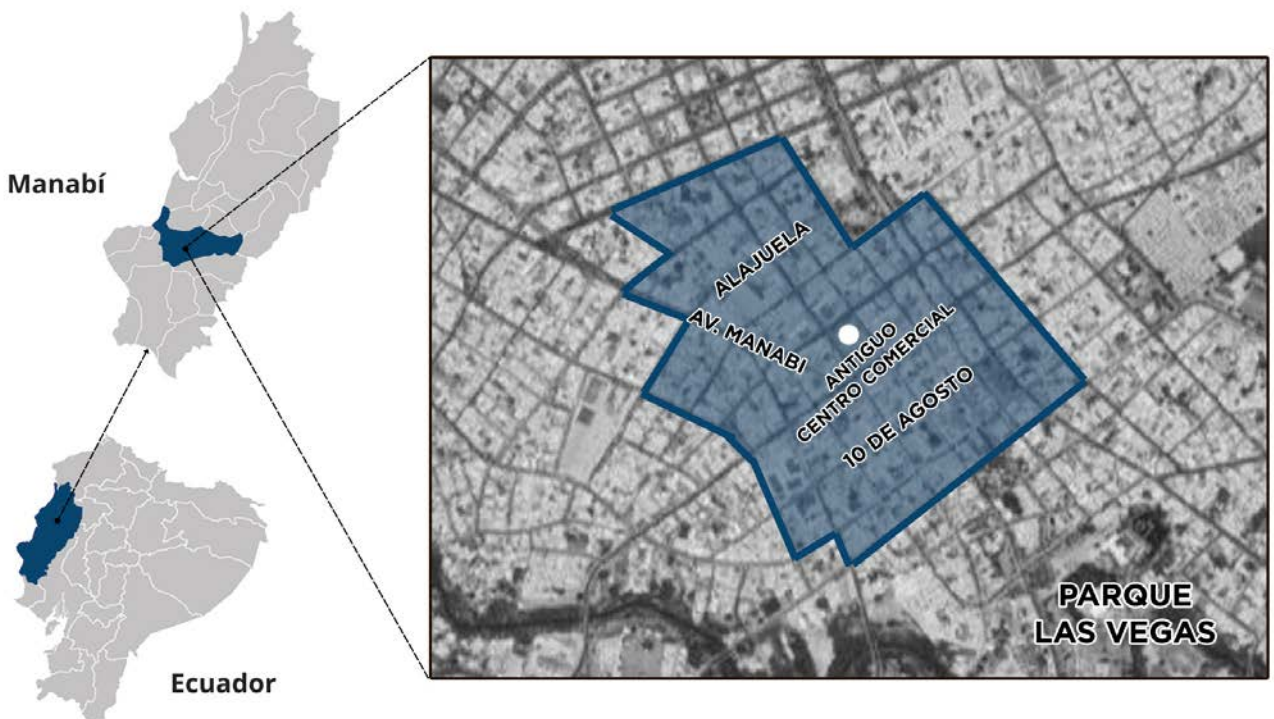 Manabí
ALAJUELA
AV. MANABI
ANTIGUO
CENTRO COMERCIAL
10 DE AGOSTO
PARQUE
LAS VEGAS
Ecuador